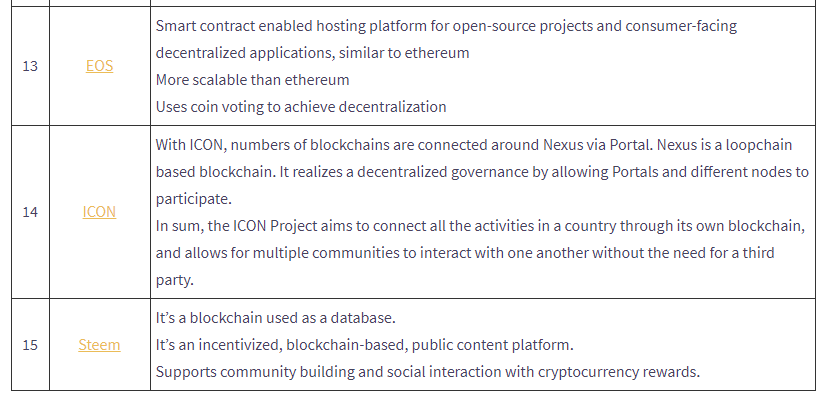 13
EOS
Smart contract enabled hosting platform for open-source projects and consumer-facing
decentralized applications, similar to ethereum
More scalable than ethereum
Uses coin voting to achieve decentralization
14
ICON
With ICON, numbers of blockchains are connected around Nexus via Portal. Nexus is a loopchain
based blockchain. It realizes a decentralized governance by allowing Portals and different nodes to
participate.
In sum, the ICON Project aims to connect all the activities in a country through its own blockchain,
and allows for multiple communities to interact with one another without the need for a third
party.
15
Steem
It’s a blockchain used as a database.
It’s an incentivized, blockchain-based, public content platform.
Supports community building and social interaction with cryptocurrency rewards.